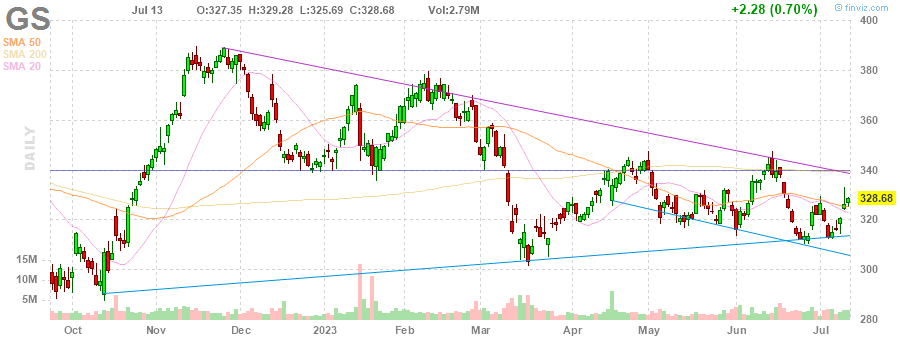 GS
Jul 13 O:327.35 H:329.28 L:325.69 C:328.68 Vol:2.79M +2.28 (0.70%)
finviz.com
SMA 50
SMA 200
SMA 20
DAILY
400
380
360
340
328.68
320
300
280
15M
10M
5M
Oct Nov Dec 2023 Feb Mar Apr May Jun Jul